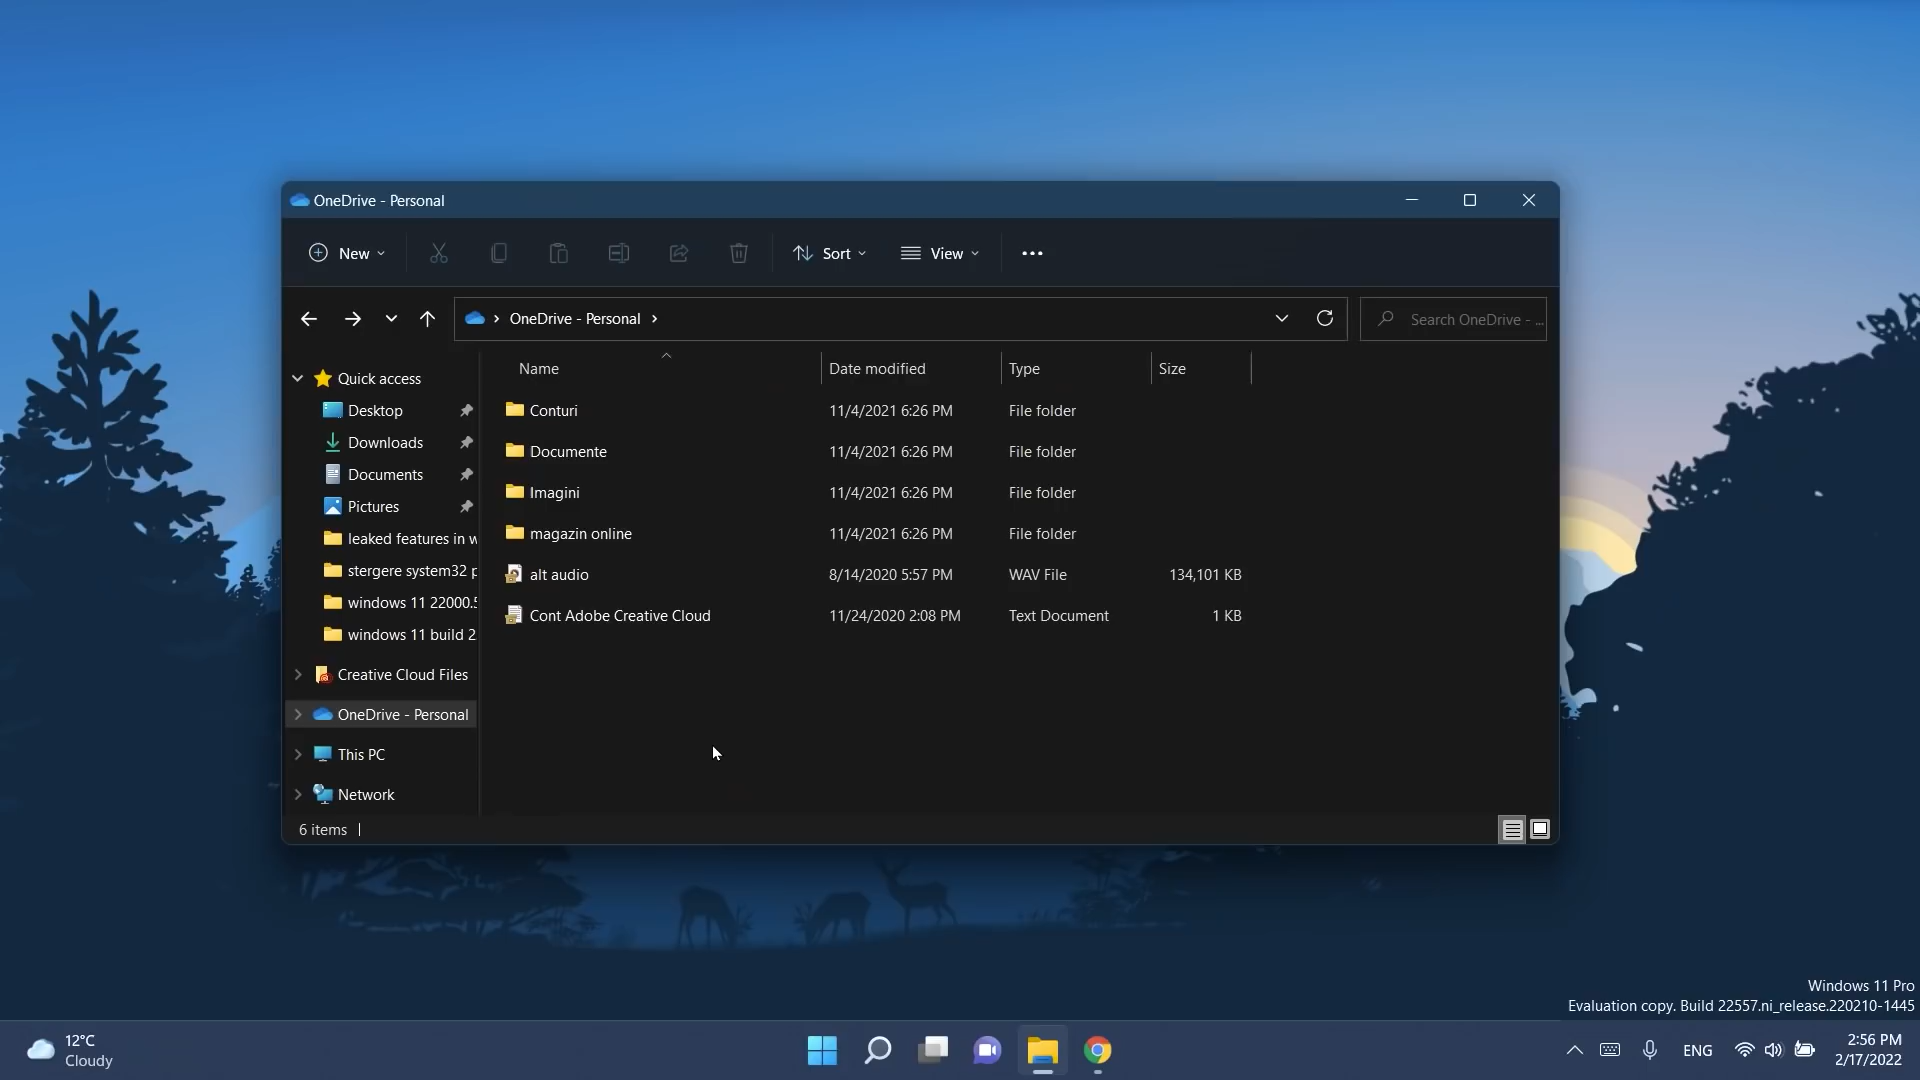 OneDrive - Personal
New
Sort
View
OneDrive - Personal
Search OneDrive - ...
Name
Date modified
Type
Size
Quick access
Desktop
Downloads
Documents
Pictures
leaked features in w
stergere system32 p
windows 11 22000.5
windows 11 build 2
Creative Cloud Files
OneDrive - Personal
This PC
Network
Conturi 11/4/2021 6:26 PM File folder
Documente 11/4/2021 6:26 PM File folder
Imagini 11/4/2021 6:26 PM File folder
magazin online 11/4/2021 6:26 PM File folder
alt audio 8/14/2020 5:57 PM WAV File 134,101 KB
Cont Adobe Creative Cloud 11/24/2020 2:08 PM Text Document 1 KB
6 items
Windows 11 Pro
Evaluation copy. Build 22557.ni_release.220210-1445
12°C
Cloudy
ENG
2:56 PM
2/17/2022